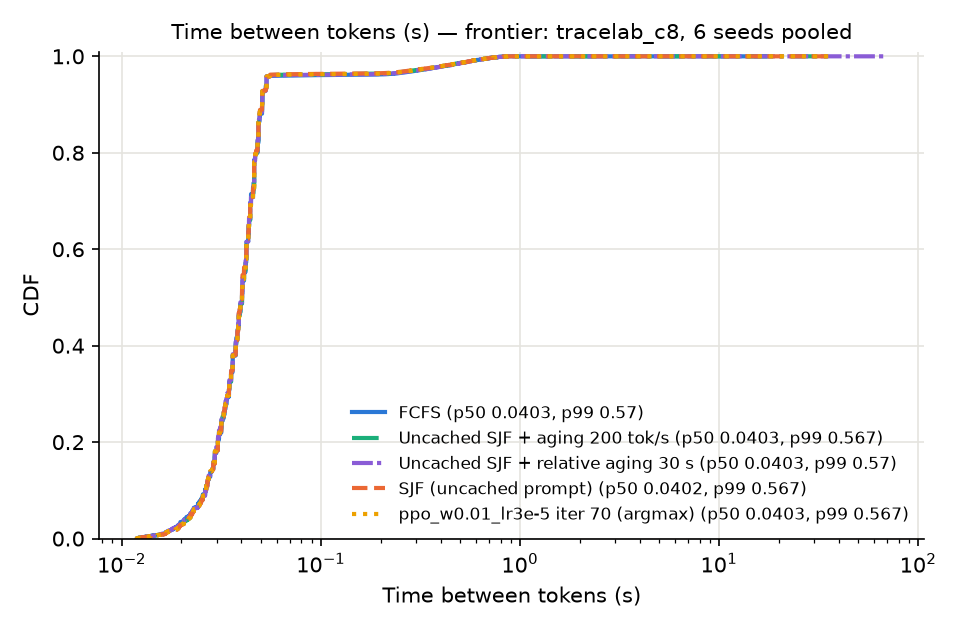 Time between tokens (s) — frontier: tracelab_c8, 6 seeds pooled
1.0
0.8
0.6
0.4
0.2
0.0
CDF
FCFS (p50 0.0403, p99 0.57)
Uncached SJF + aging 200 tok/s (p50 0.0403, p99 0.567)
Uncached SJF + relative aging 30 s (p50 0.0403, p99 0.57)
SJF (uncached prompt) (p50 0.0402, p99 0.567)
ppo_w0.01_lr3e-5 iter 70 (argmax) (p50 0.0403, p99 0.567)
10⁻² 10⁻¹ 10⁰ 10¹ 10²
Time between tokens (s)